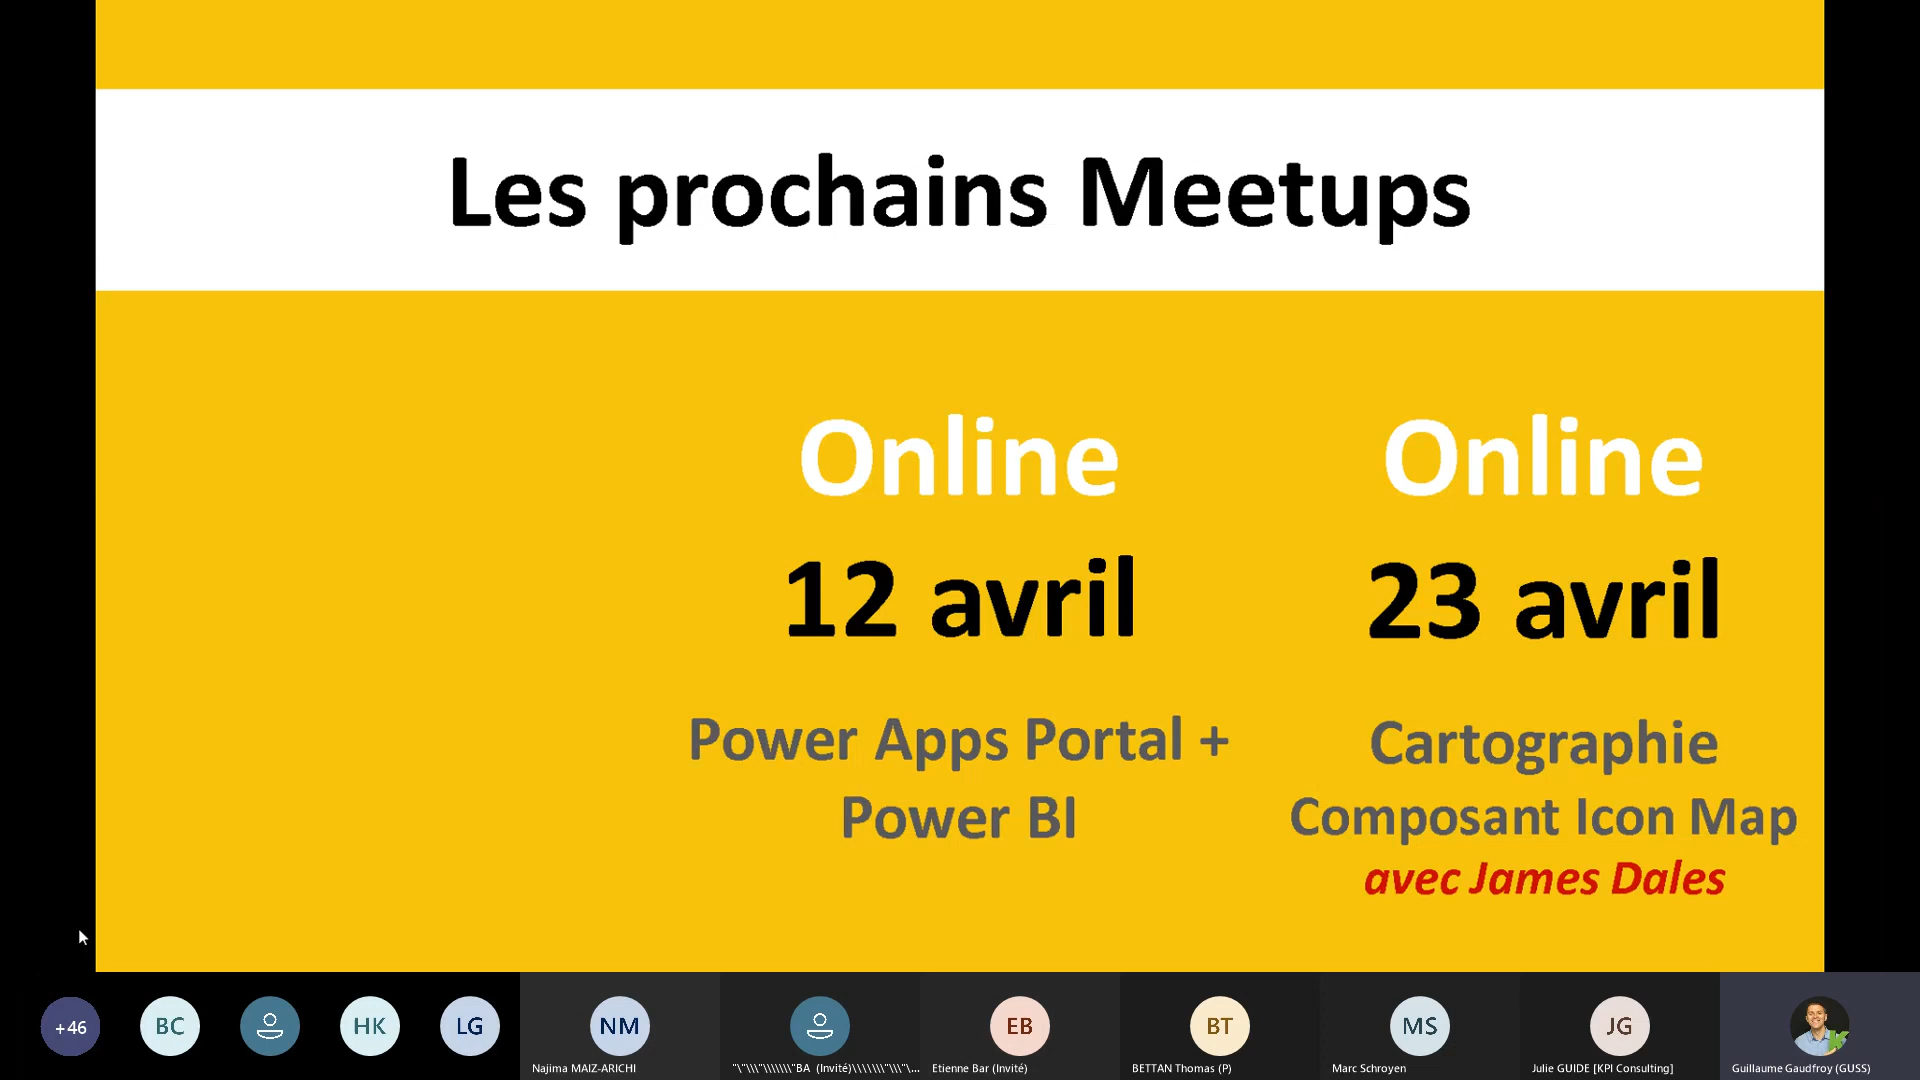 Les prochains Meetups
Online
12 avril
Power Apps Portal +
Power BI
Online
23 avril
Cartographie
Composant Icon Map
avec James Dales
+46
BC
HK
LG
NM
Najima MAIZ-ARICHI
"\"\\\"\\\\\\\"BA (Invité)\\\\\\\"\\\"\...
EB
Etienne Bar (Invité)
BT
BETTAN Thomas (P)
MS
Marc Schroyen
JG
Julie GUIDE [KPI Consulting]
Guillaume Gaudfroy (GUSS)